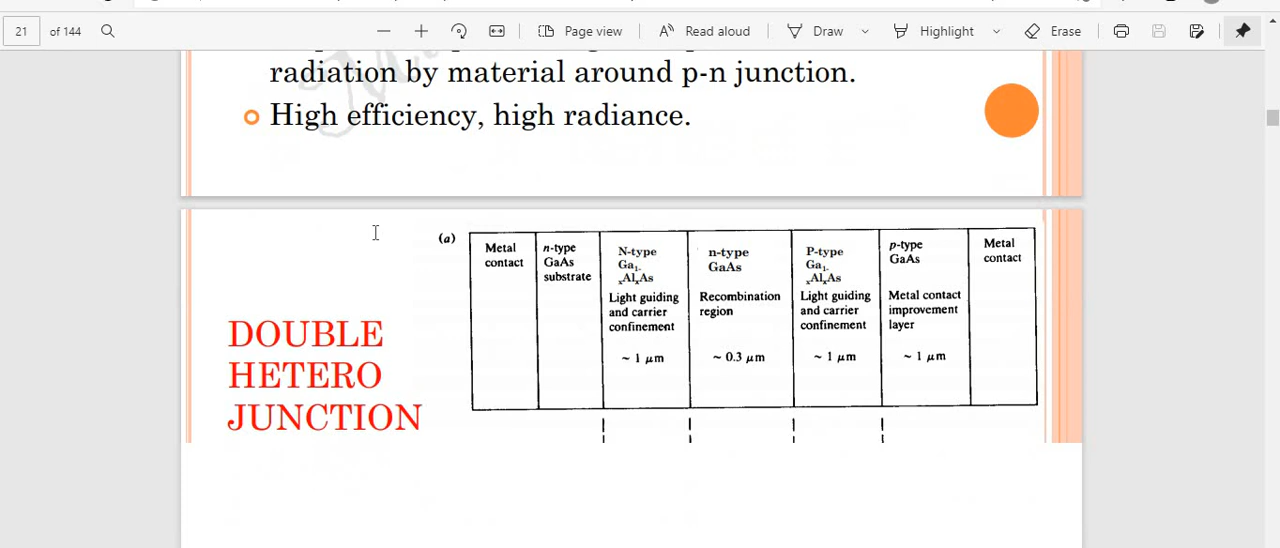 21 of 144 Page view Read aloud Draw Highlight Erase
radiation by material around p-n junction.
High efficiency, high radiance.
(a)
Metal
contact
n-type
GaAs
substrate
N-type
Ga1-
xAlxAs
Light guiding
and carrier
confinement
~ 1 μm
n-type
GaAs
Recombination
region
~ 0.3 μm
P-type
Ga1-
xAlxAs
Light guiding
and carrier
confinement
~ 1 μm
p-type
GaAs
Metal contact
improvement
layer
~ 1 μm
Metal
contact
DOUBLE
HETERO
JUNCTION